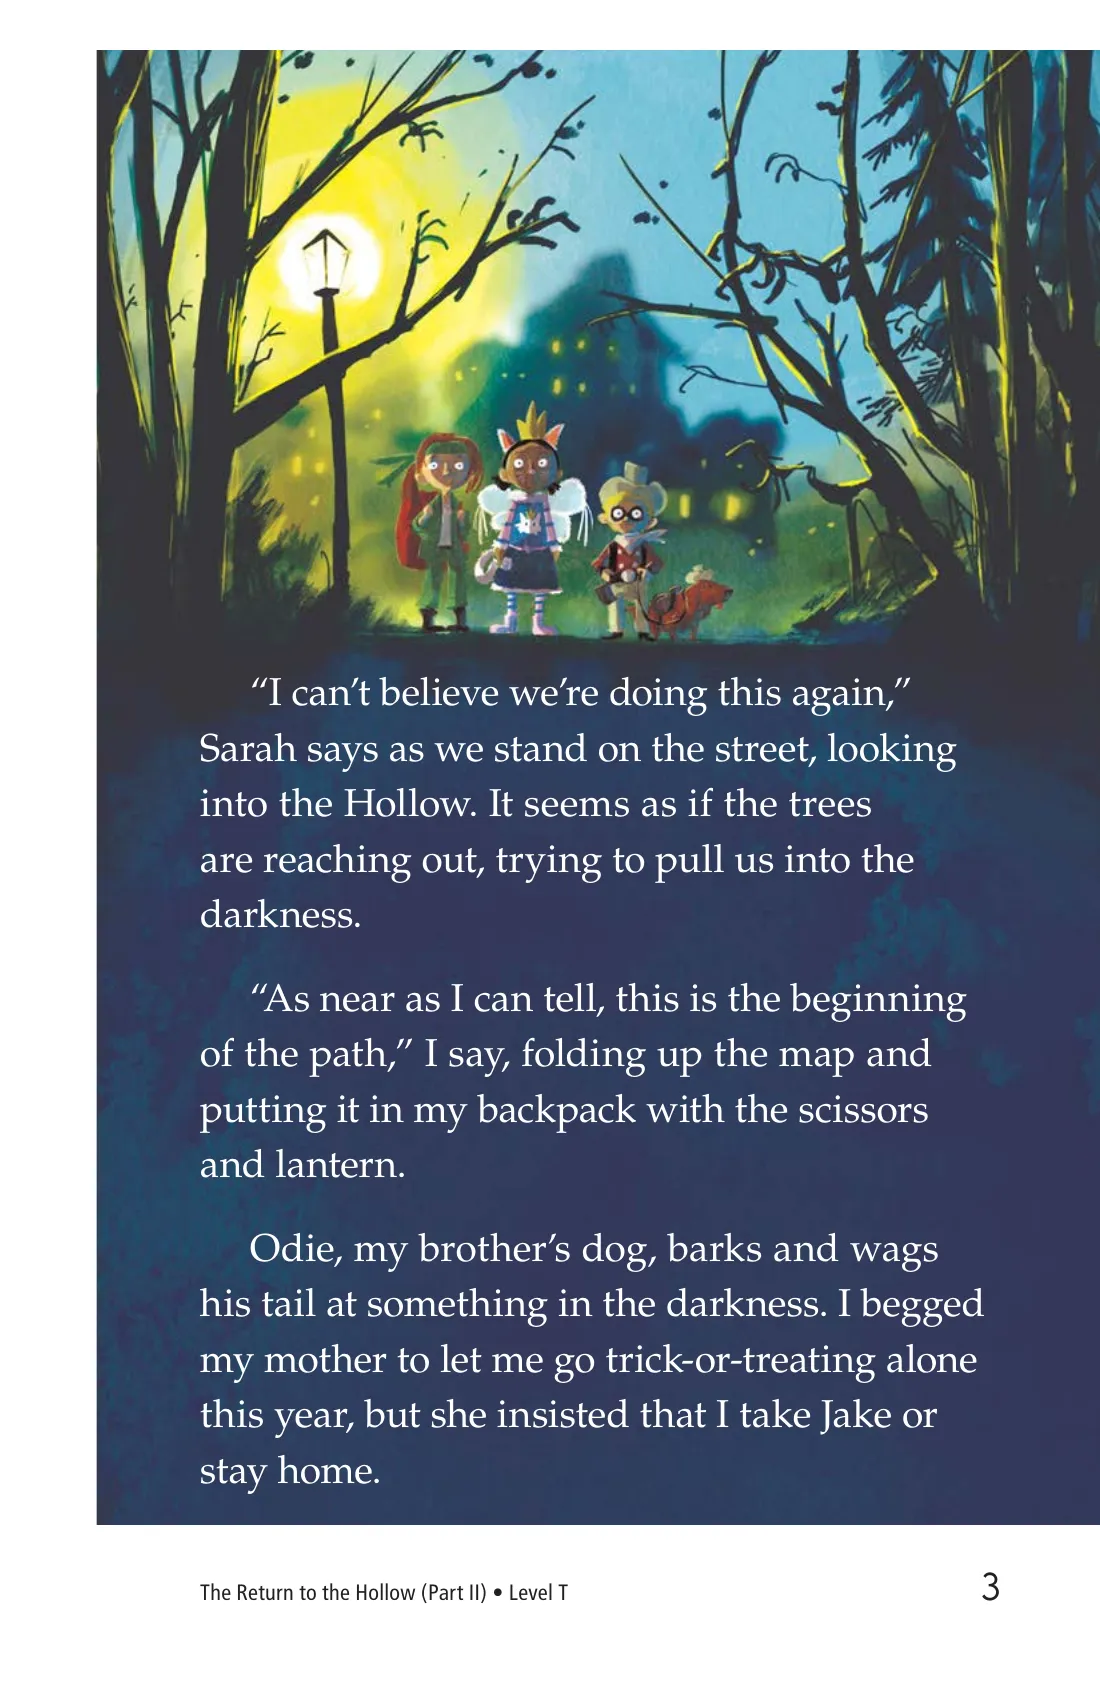 “I can’t believe we’re doing this again,”
Sarah says as we stand on the street, looking
into the Hollow. It seems as if the trees
are reaching out, trying to pull us into the
darkness.
“As near as I can tell, this is the beginning
of the path,” I say, folding up the map and
putting it in my backpack with the scissors
and lantern.
Odie, my brother’s dog, barks and wags
his tail at something in the darkness. I begged
my mother to let me go trick-or-treating alone
this year, but she insisted that I take Jake or
stay home.
The Return to the Hollow (Part II) • Level T
3